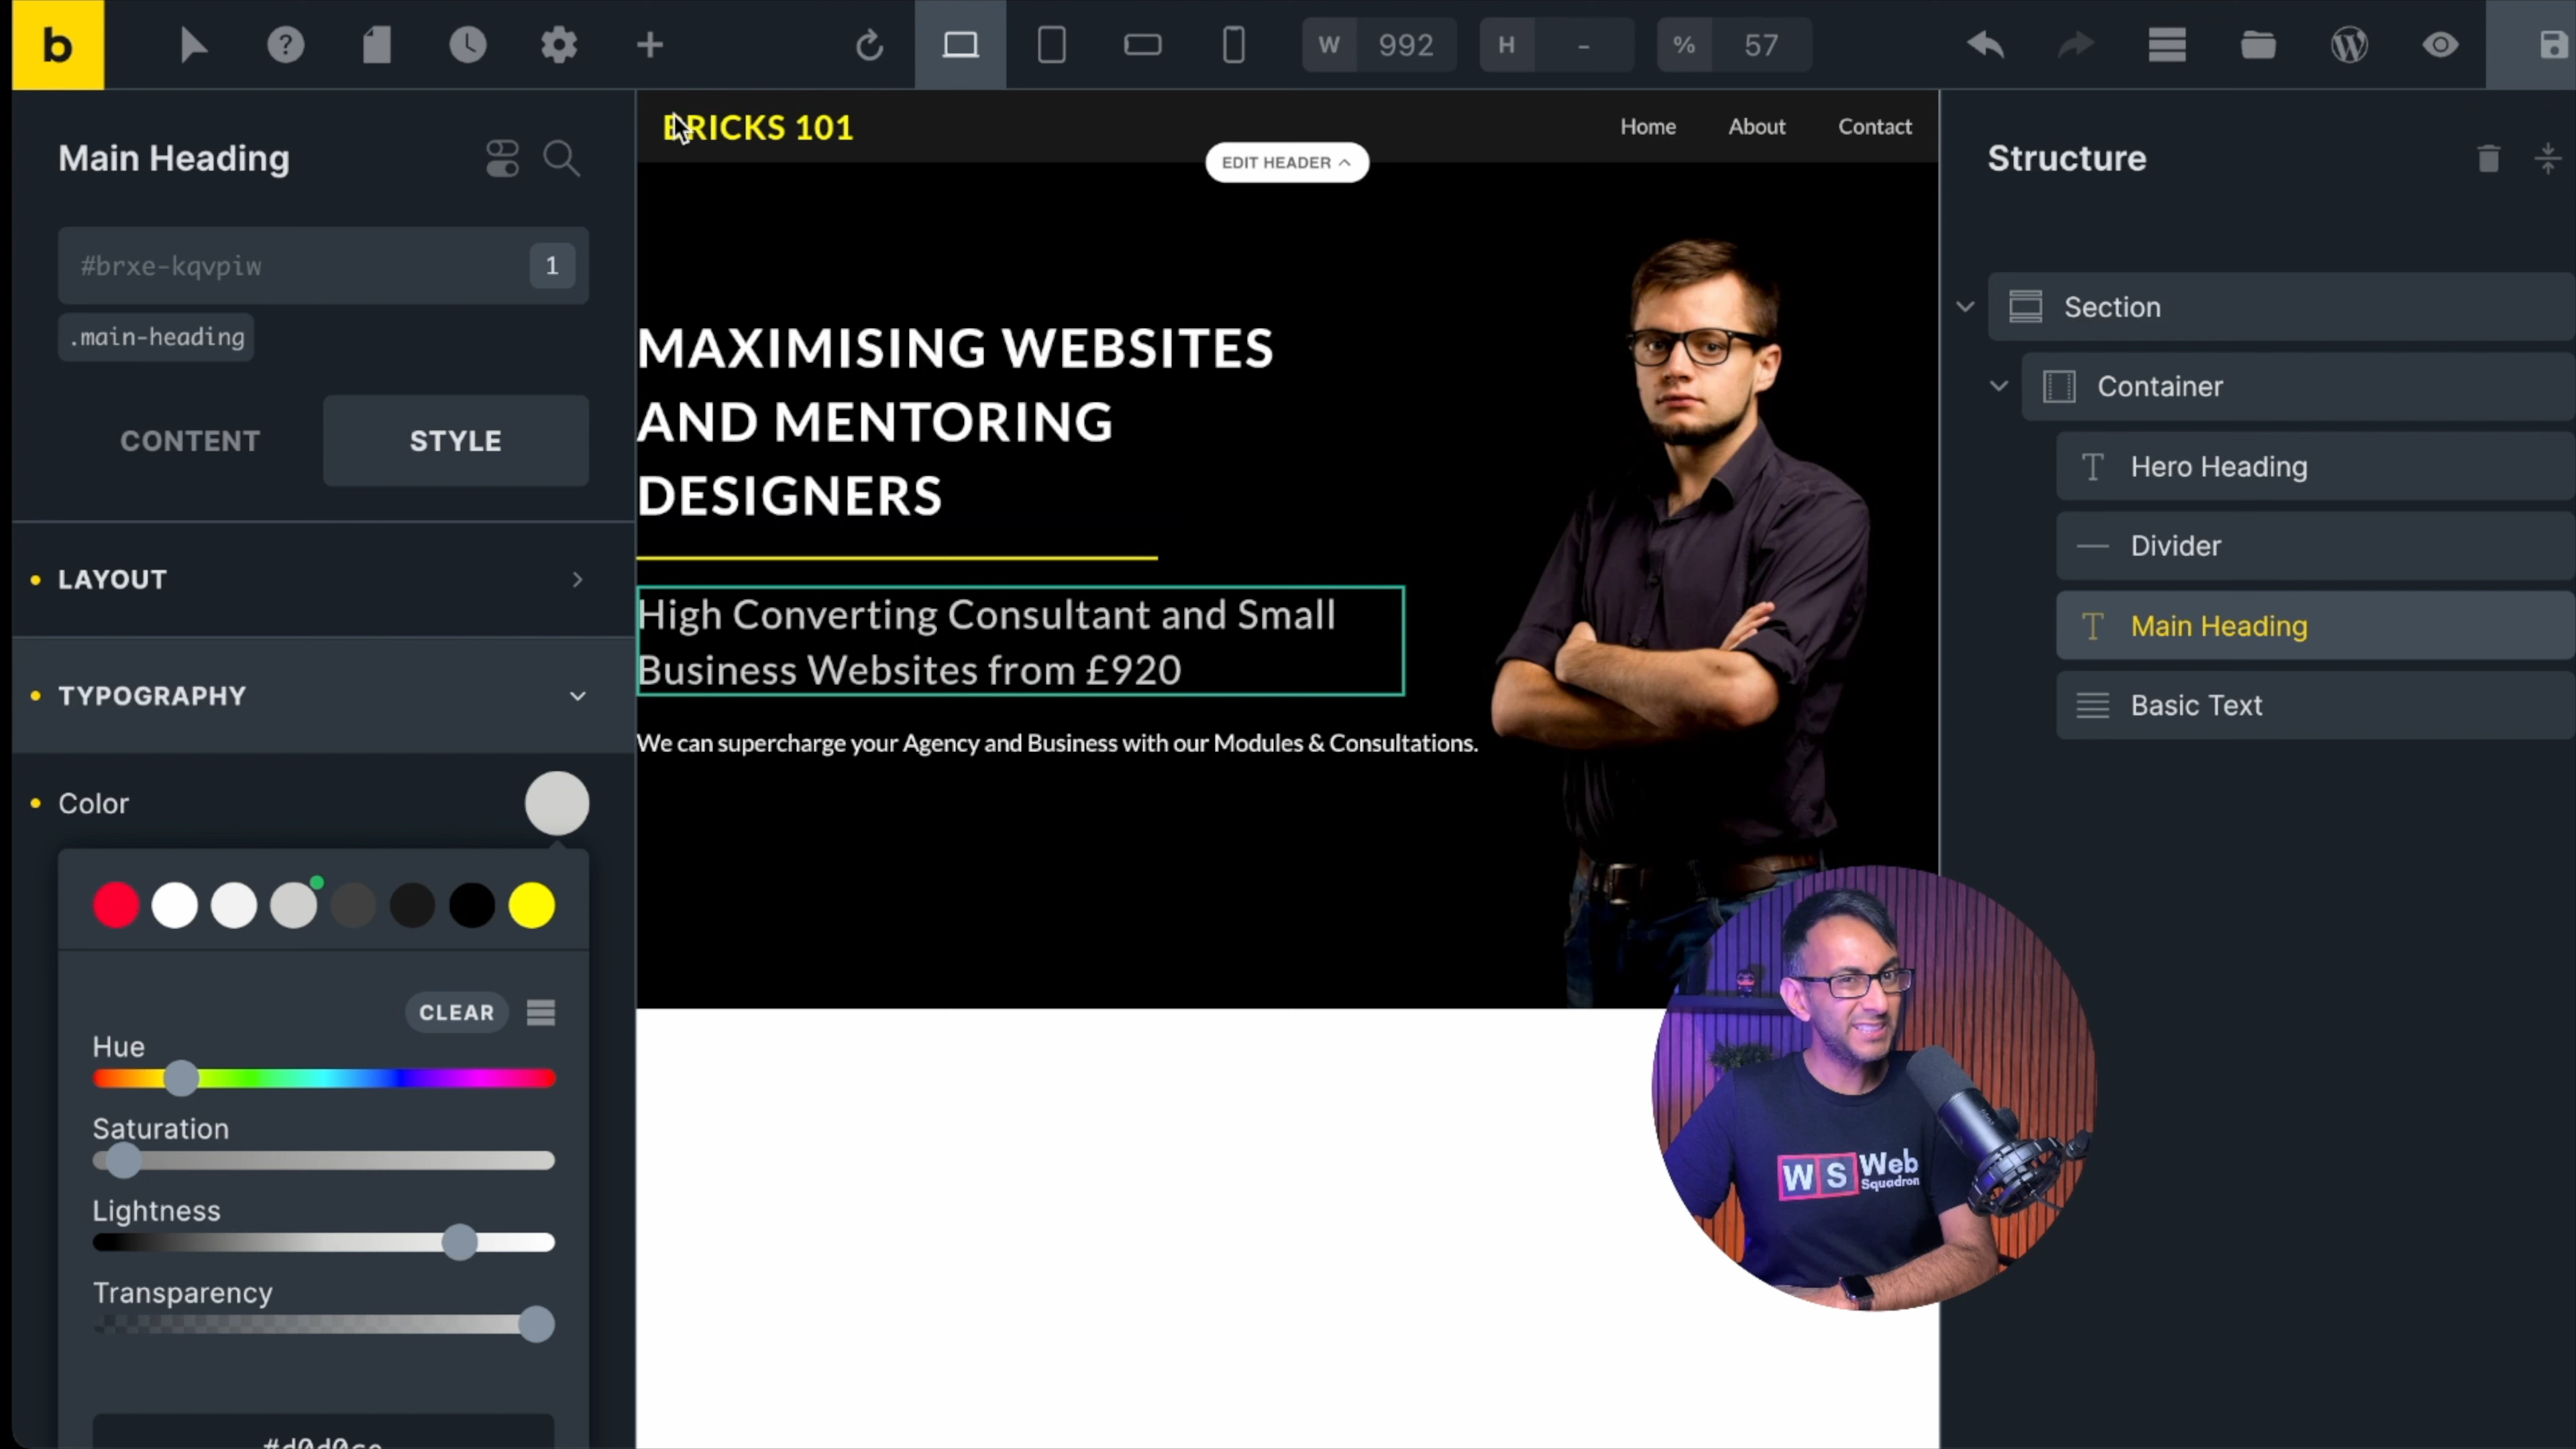 b
?
W 992
H -
% 57
Main Heading
#brxe-kqvpiw 1
.main-heading
CONTENT STYLE
LAYOUT
TYPOGRAPHY
Color
CLEAR
Hue
Saturation
Lightness
Transparency
#d0d0ce
BRICKS 101
Home About Contact
EDIT HEADER
MAXIMISING WEBSITES
AND MENTORING
DESIGNERS
High Converting Consultant and Small
Business Websites from £920
We can supercharge your Agency and Business with our Modules & Consultations.
WS Web
Squadron
Structure
Section
Container
Hero Heading
Divider
Main Heading
Basic Text